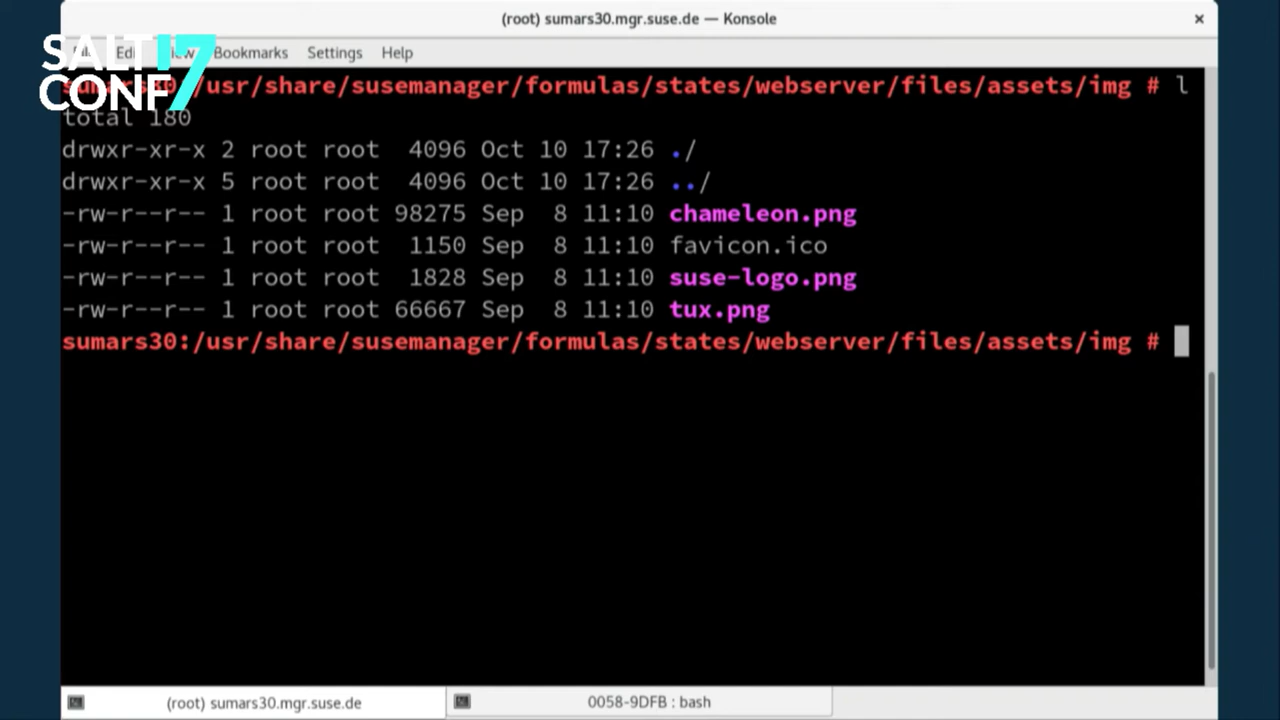 (root) sumars30.mgr.suse.de — Konsole
SALT 17
CONF
Bookmarks Settings Help
sumars30:/usr/share/susemanager/formulas/states/webserver/files/assets/img # l
total 180
drwxr-xr-x 2 root root 4096 Oct 10 17:26 ./
drwxr-xr-x 5 root root 4096 Oct 10 17:26 ../
-rw-r--r-- 1 root root 98275 Sep 8 11:10 chameleon.png
-rw-r--r-- 1 root root 1150 Sep 8 11:10 favicon.ico
-rw-r--r-- 1 root root 1828 Sep 8 11:10 suse-logo.png
-rw-r--r-- 1 root root 66667 Sep 8 11:10 tux.png
sumars30:/usr/share/susemanager/formulas/states/webserver/files/assets/img #
(root) sumars30.mgr.suse.de
0058-9DFB : bash